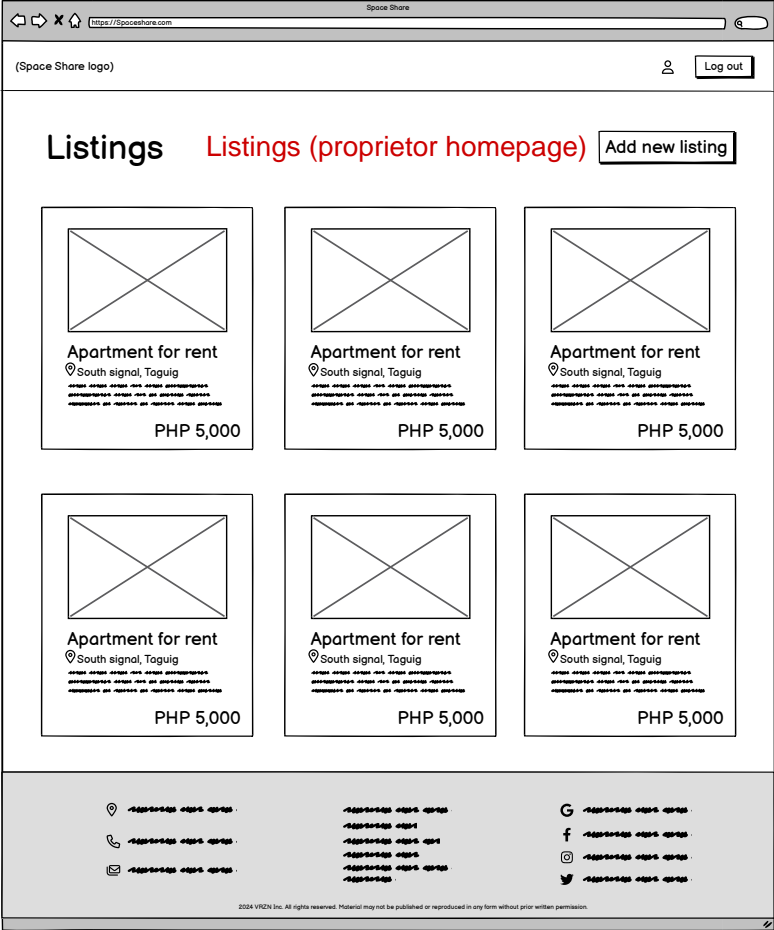 Space Share
https://Spaceshare.com
(Space Share logo)
Log out
Listings
Listings (proprietor homepage)
Add new listing
Apartment for rent
South signal, Taguig
PHP 5,000
Apartment for rent
South signal, Taguig
PHP 5,000
Apartment for rent
South signal, Taguig
PHP 5,000
Apartment for rent
South signal, Taguig
PHP 5,000
Apartment for rent
South signal, Taguig
PHP 5,000
Apartment for rent
South signal, Taguig
PHP 5,000
2024 VRZN Inc. All rights reserved. Material may not be published or reproduced in any form without prior written permission.